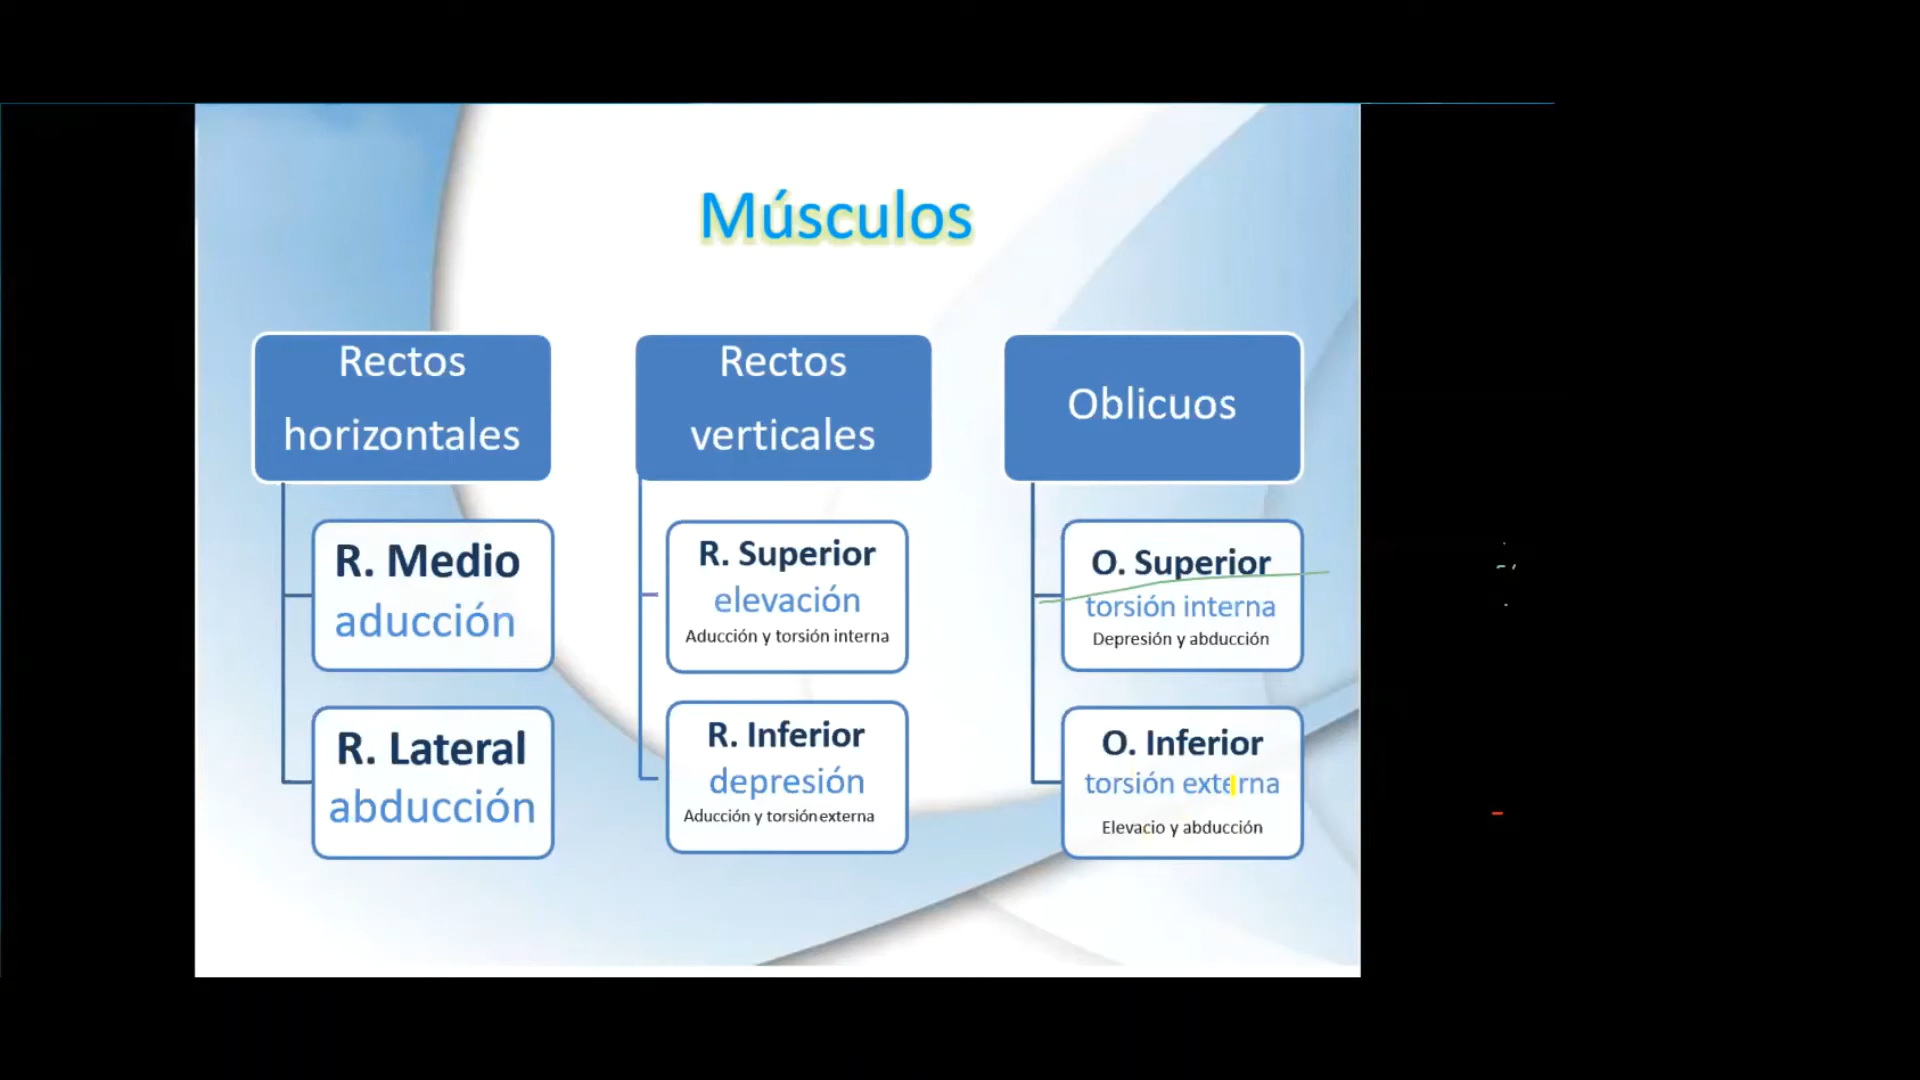 Músculos
Rectos
horizontales
R. Medio
aducción
R. Lateral
abducción
Rectos
verticales
R. Superior
elevación
Aducción y torsión interna
R. Inferior
depresión
Aducción y torsión externa
Oblicuos
O. Superior
torsión interna
Depresión y abducción
O. Inferior
torsión externa
Elevacio y abducción